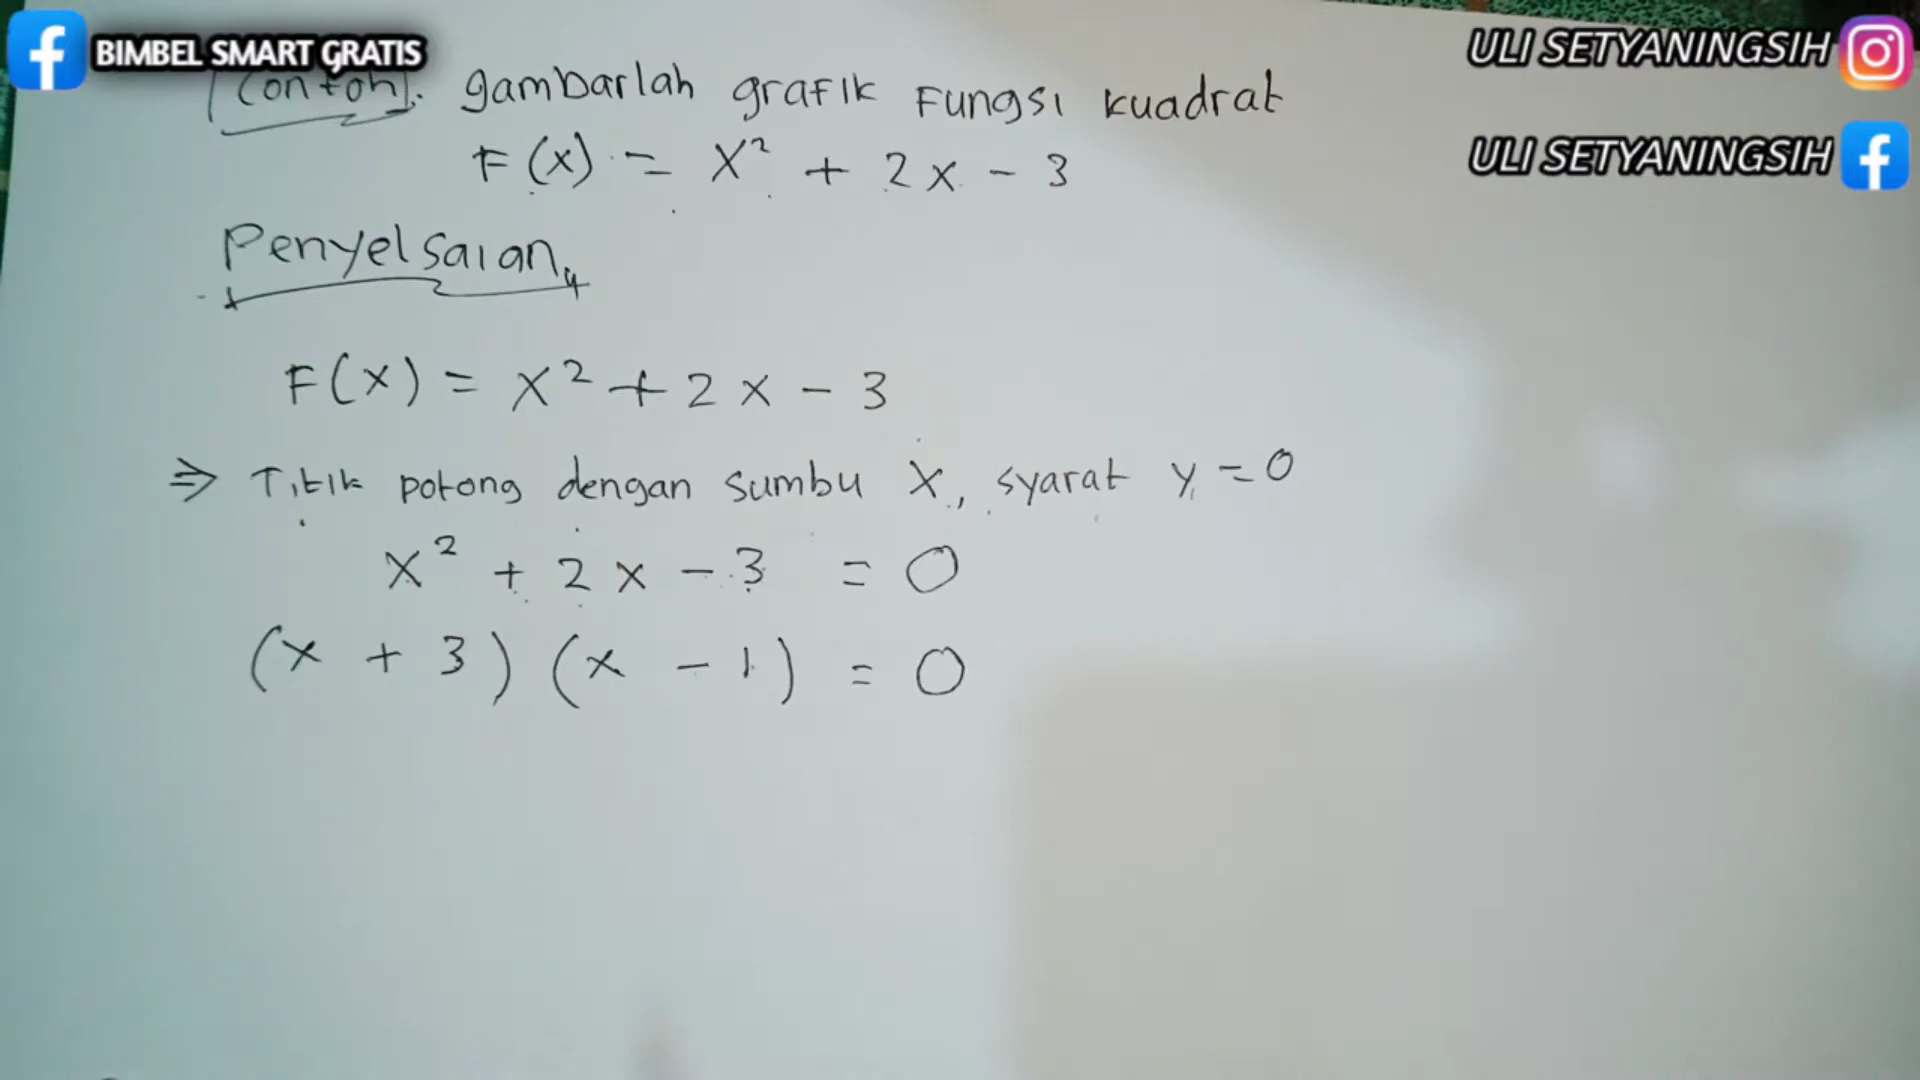 BIMBEL SMART GRATIS
ULI SETYANINGSIH
ULI SETYANINGSIH
Contoh: gambarlah grafik Fungsi kuadrat
F(x) = x² + 2x - 3
Penyelsaian
F(x) = x² + 2x - 3
⇒ Titik potong dengan sumbu x, syarat y = 0
x² + 2x - 3 = 0
(x + 3) (x - 1) = 0